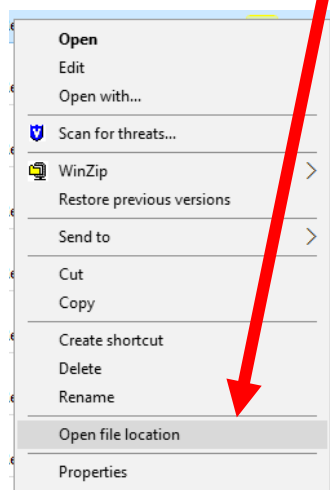 Open
Edit
Open with...
Scan for threats...
WinZip
Restore previous versions
Send to
Cut
Copy
Create shortcut
Delete
Rename
Open file location
Properties